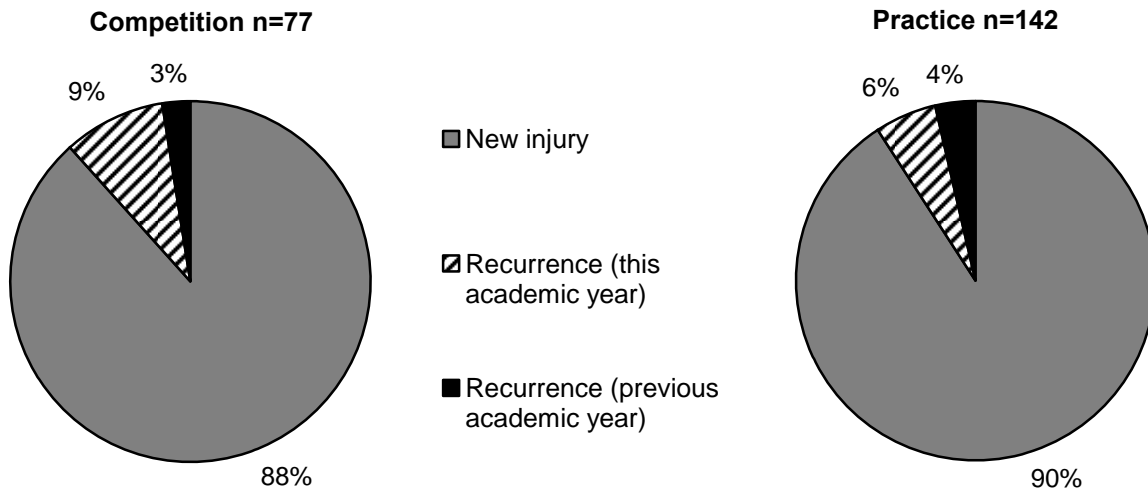 Competition n=77
3%
9%
88%
New injury
Recurrence (this
academic year)
Recurrence (previous
academic year)
Practice n=142
4%
6%
90%